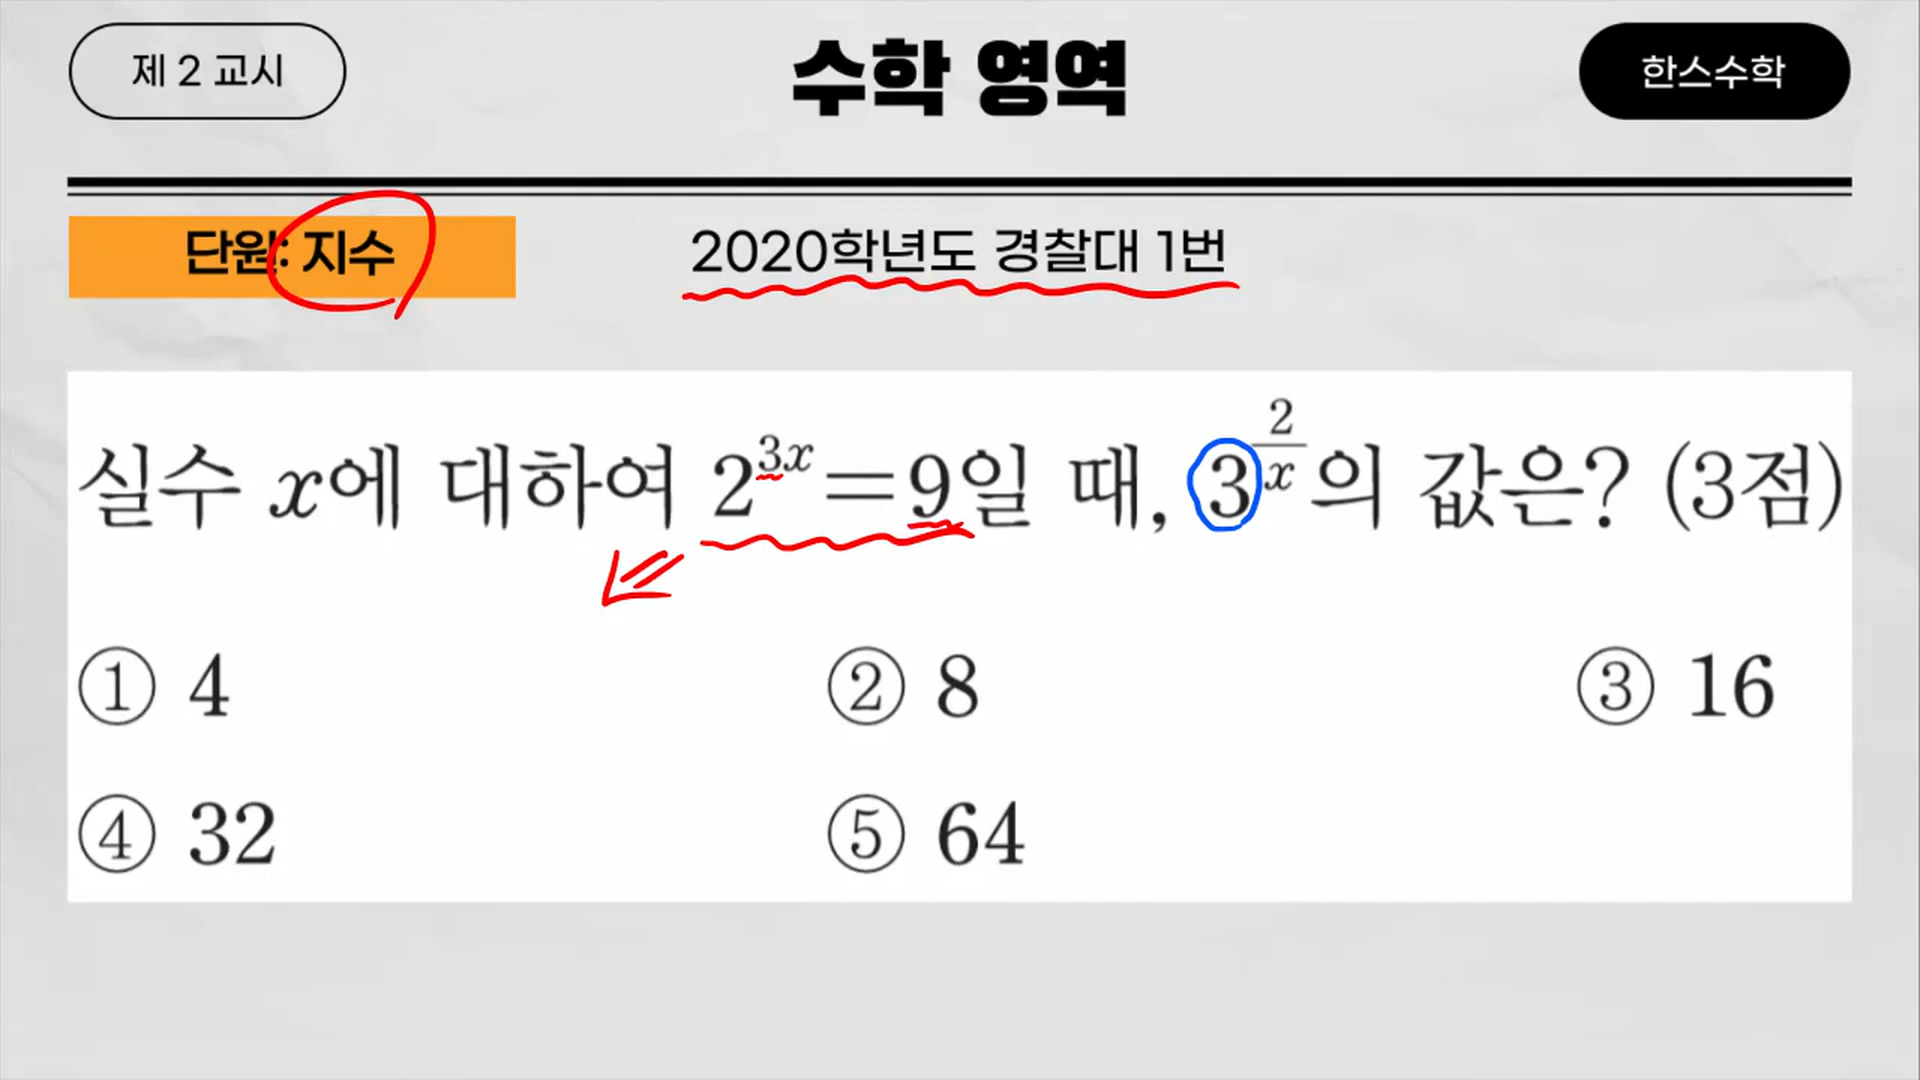 제 2 교시
수학 영역
한스수학
단원: 지수
2020학년도 경찰대 1번
실수 x에 대하여 2^{3x}=9일 때, 3^{\frac{2}{x}}의 값은? (3점)
① 4 ② 8 ③ 16
④ 32 ⑤ 64